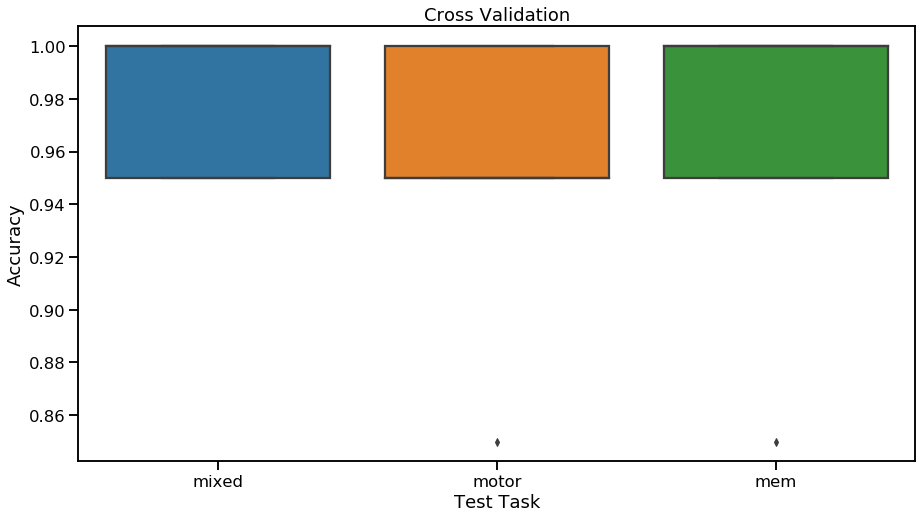 Cross Validation
1.00
0.98
0.96
0.94
0.92
0.90
0.88
0.86
Accuracy
mixed
motor
mem
Test Task